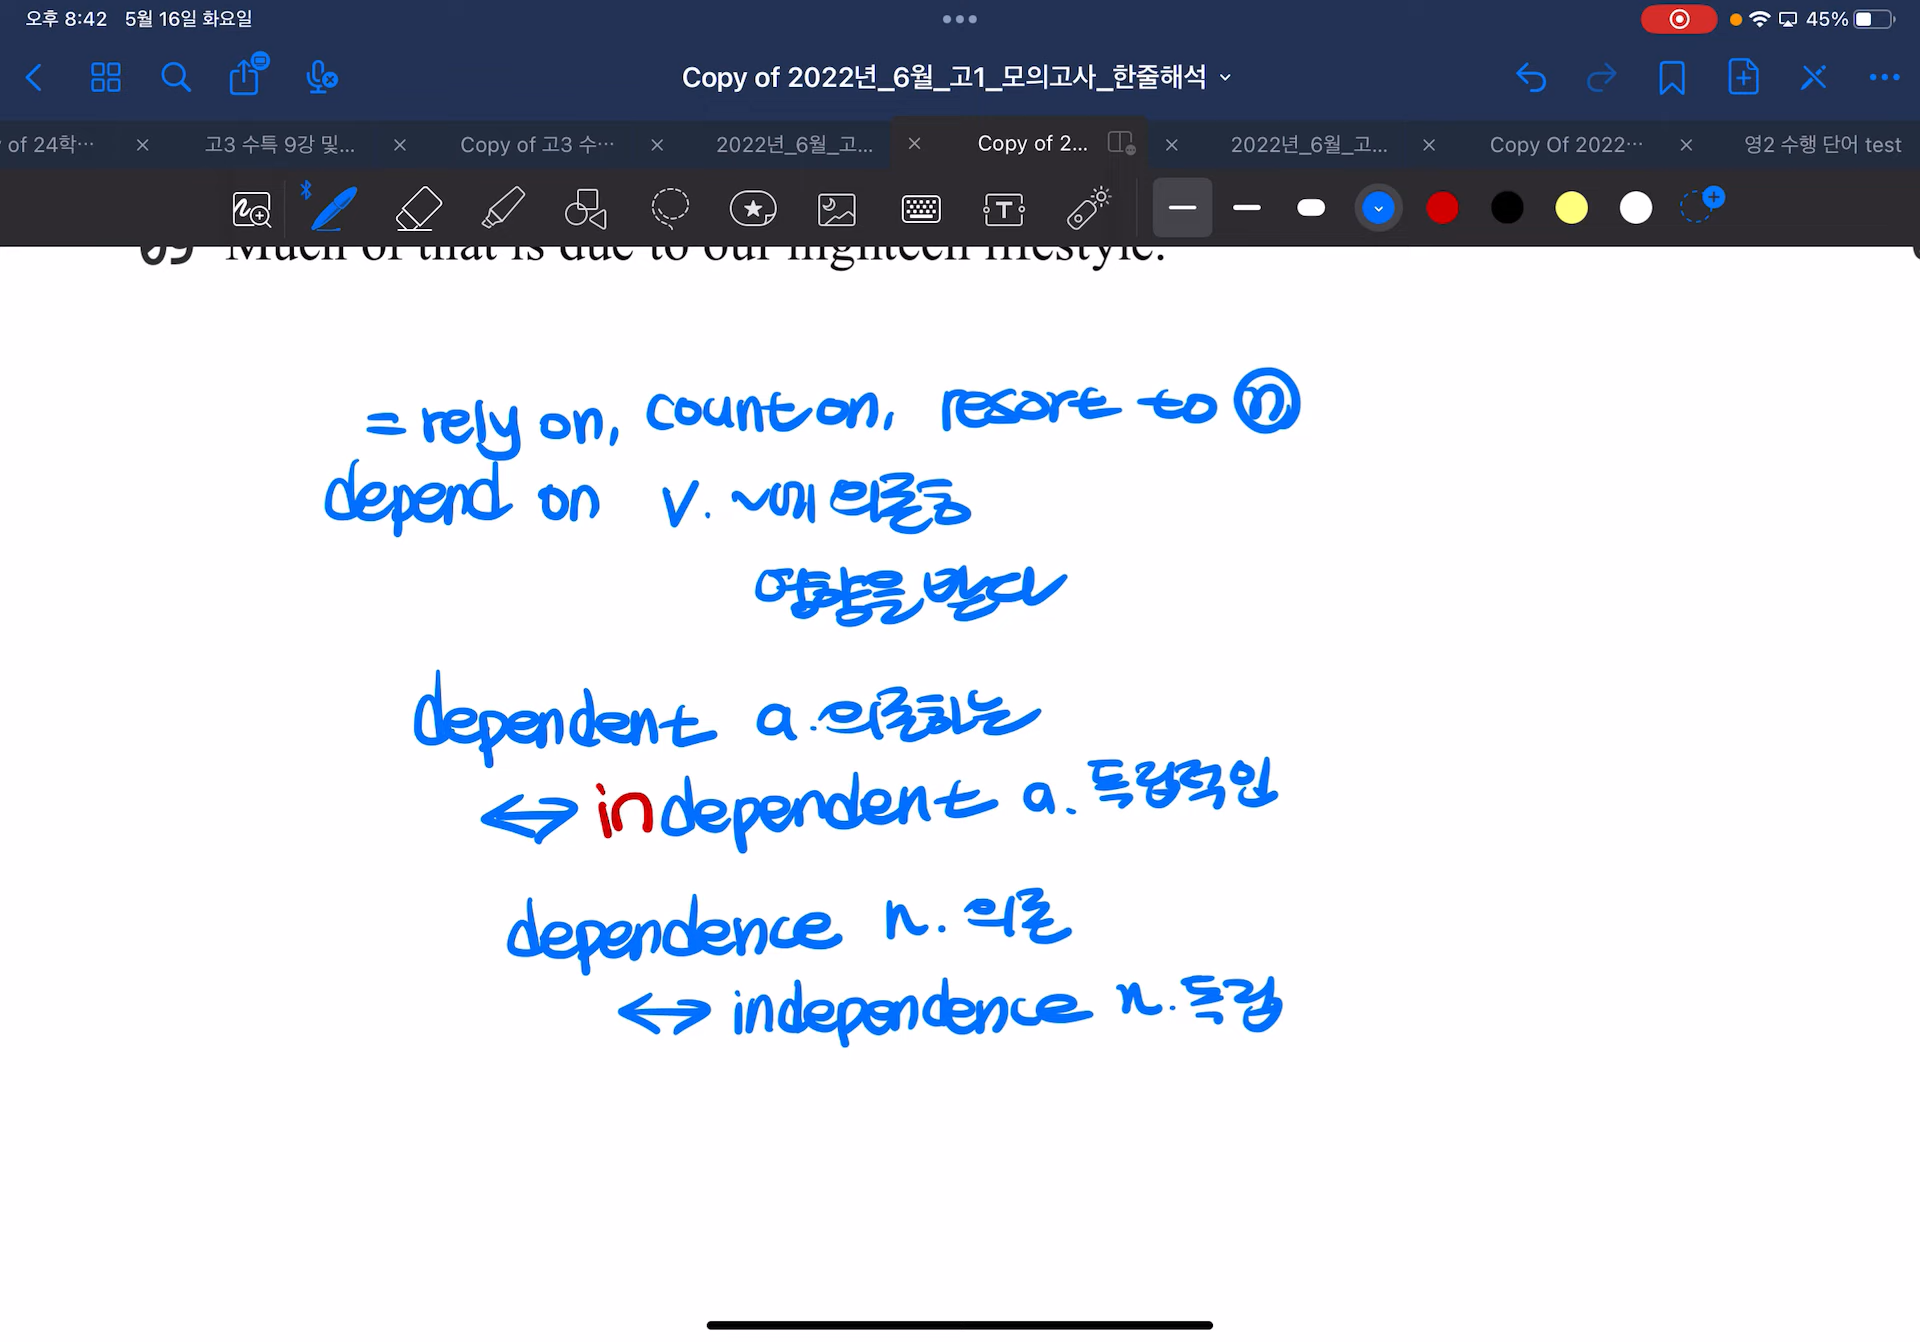 오후 8:42 5월 16일 화요일
45%
Copy of 2022년_6월_고1_모의고사_한줄해석
of 24학… 고3 수특 9강 및... Copy of 고3 수… 2022년_6월_고... Copy of 2... 2022년_6월_고... Copy Of 2022… 영2 수행 단어 test
T
Much of that is due to our hightech lifestyle.
= rely on, count on, resort to ⓝ
depend on v. ~에 의존함
영향을 받다
dependent a. 의존하는
↔ independent a. 독립적인
dependence n. 의존
↔ independence n. 독립